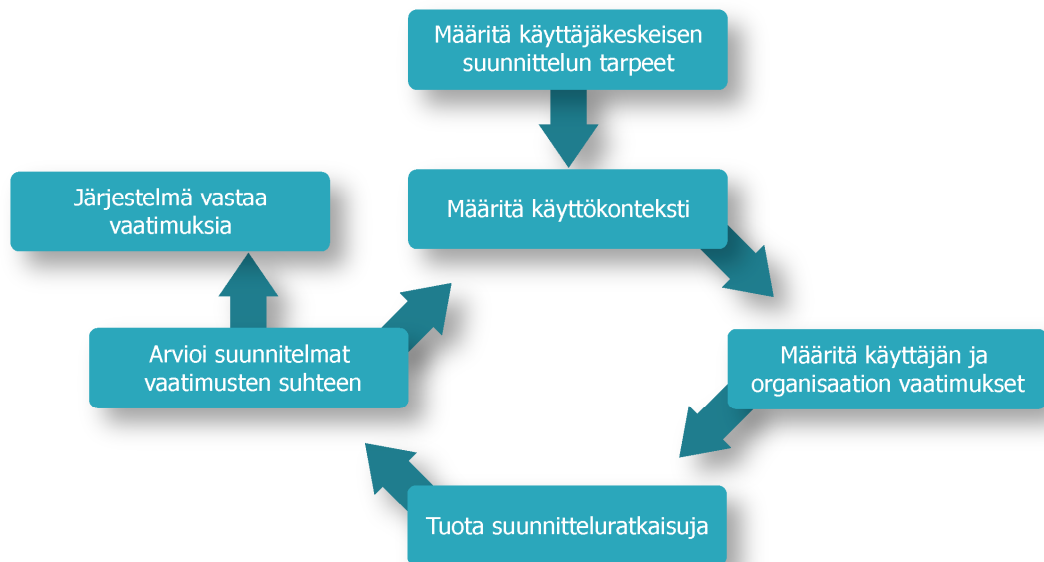 Määritä käyttäjäkeskeisen
suunnittelun tarpeet
Määritä käyttökonteksti
Määritä käyttäjän ja
organisaation vaatimukset
Tuota suunnitteluratkaisuja
Arvioi suunnitelmat
vaatimusten suhteen
Järjestelmä vastaa
vaatimuksia